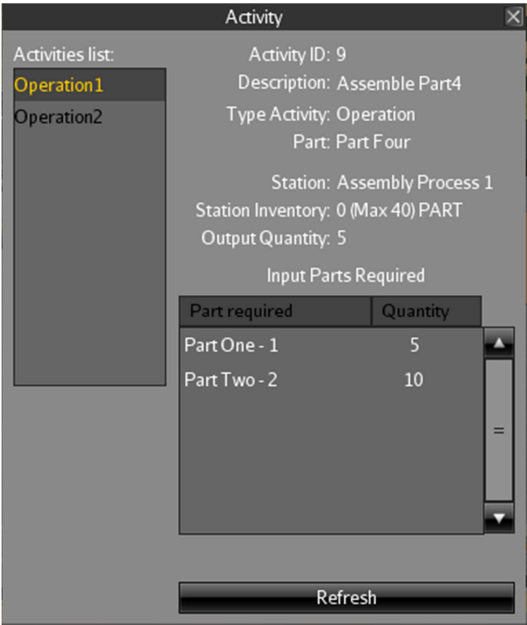 Activity
Activities list:
Operation1
Operation2
Activity ID: 9
Description: Assemble Part4
Type Activity: Operation
Part: Part Four
Station: Assembly Process 1
Station Inventory: 0 (Max 40) PART
Output Quantity: 5
Input Parts Required
Part required Quantity
Part One - 1 5
Part Two - 2 10
Refresh